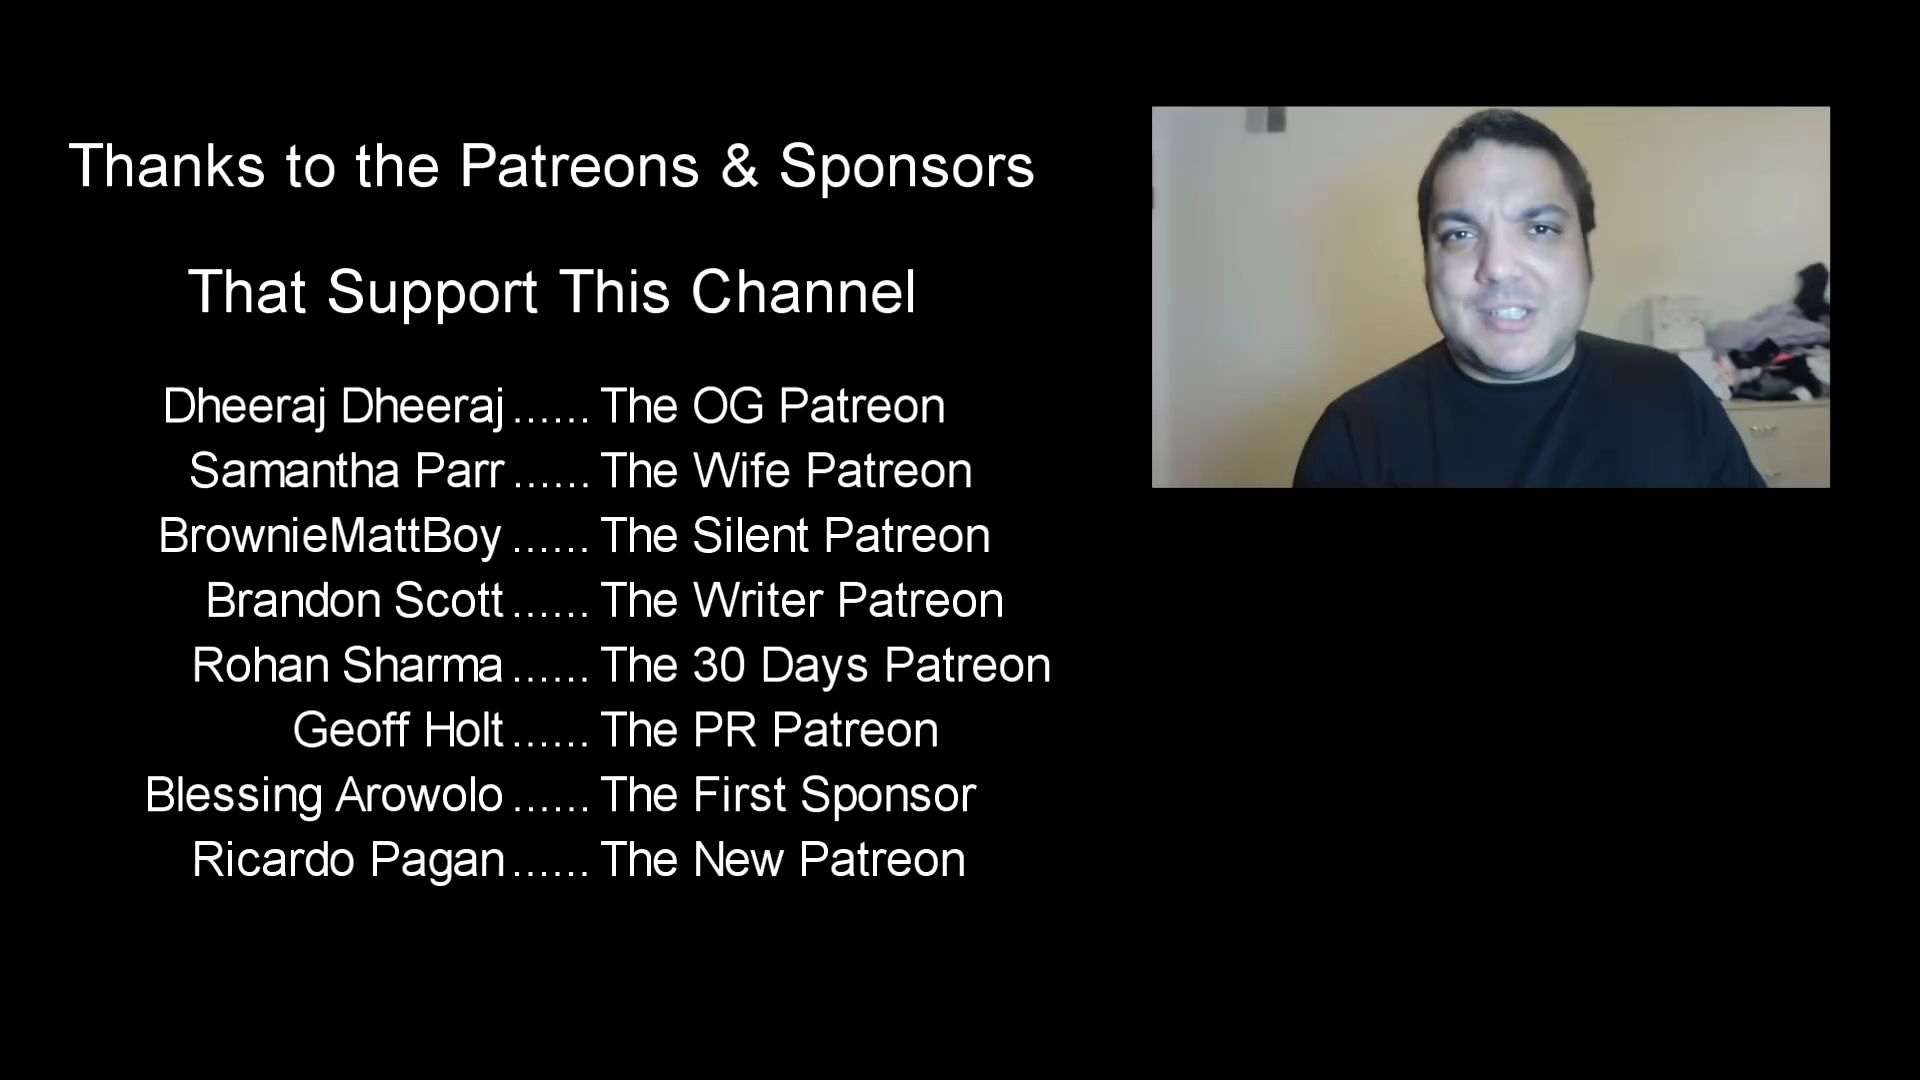 Thanks to the Patreons & Sponsors
That Support This Channel
Dheeraj Dheeraj ...... The OG Patreon
Samantha Parr ...... The Wife Patreon
BrownieMattBoy ...... The Silent Patreon
Brandon Scott ...... The Writer Patreon
Rohan Sharma ...... The 30 Days Patreon
Geoff Holt ...... The PR Patreon
Blessing Arowolo ...... The First Sponsor
Ricardo Pagan ...... The New Patreon